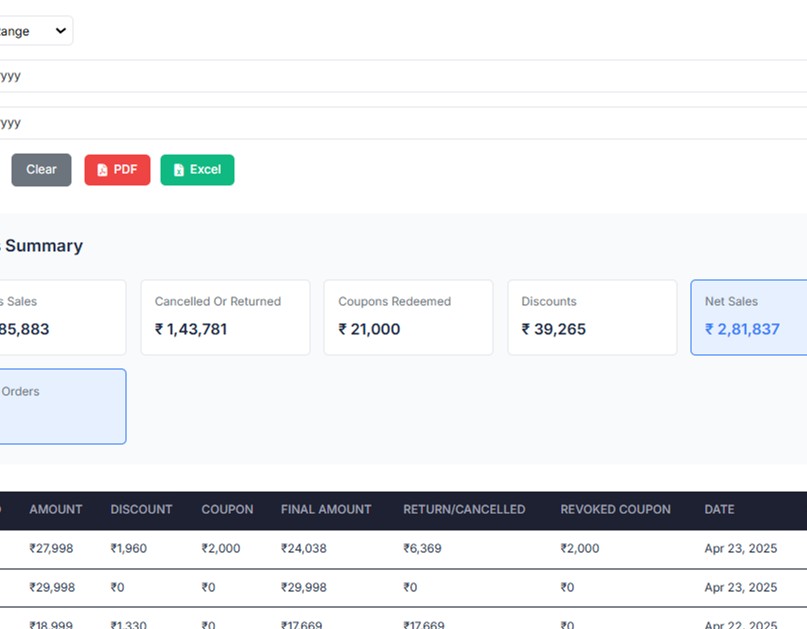 ange
yyy
yyy
Clear PDF Excel
s Summary
s Sales Cancelled Or Returned Coupons Redeemed Discounts Net Sales
85,883 ₹ 1,43,781 ₹ 21,000 ₹ 39,265 ₹ 2,81,837
Orders
AMOUNT DISCOUNT COUPON FINAL AMOUNT RETURN/CANCELLED REVOKED COUPON DATE
₹27,998 ₹1,960 ₹2,000 ₹24,038 ₹6,369 ₹2,000 Apr 23, 2025
₹29,998 ₹0 ₹0 ₹29,998 ₹0 ₹0 Apr 23, 2025
₹18,999 ₹1,330 ₹0 ₹17,669 ₹17,669 ₹0 Apr 22, 2025